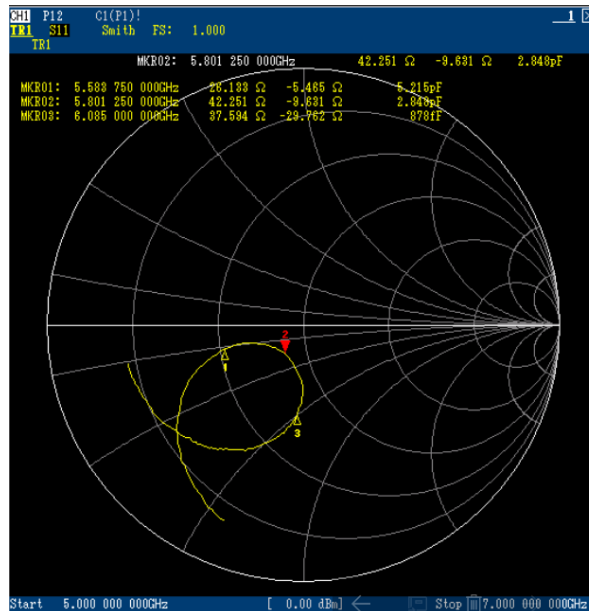 CH1 P12 C1(P1)! 1
TR1 S11 Smith FS: 1.000
TR1
MKR02: 5.801 250 000GHz 42.251 Ω -9.631 Ω 2.848pF
MKR01: 5.583 750 000GHz 26.133 Ω -5.465 Ω 5.215pF
MKR02: 5.801 250 000GHz 42.251 Ω -9.631 Ω 2.848pF
MKR03: 6.085 000 000GHz 37.594 Ω -29.762 Ω 878fF
2
1
3
Start 5.000 000 000GHz [ 0.00 dBm] Stop 7.000 000 000GHz